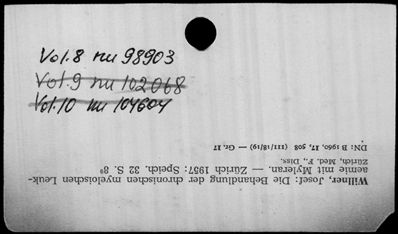 Vol.8 nu 98903
Vol.9 nu 102068
Vol.10 nu 104604
Willner, Josef: Die Behandlung der chronischen myeloischen Leuk-
aemie mit Myleran. — Zürich 1957: Speich. 32 S. 8°
Zürich, Med. F., Diss.
DN: B 1960, 17, 508 (111/18/19) — Gr. 17